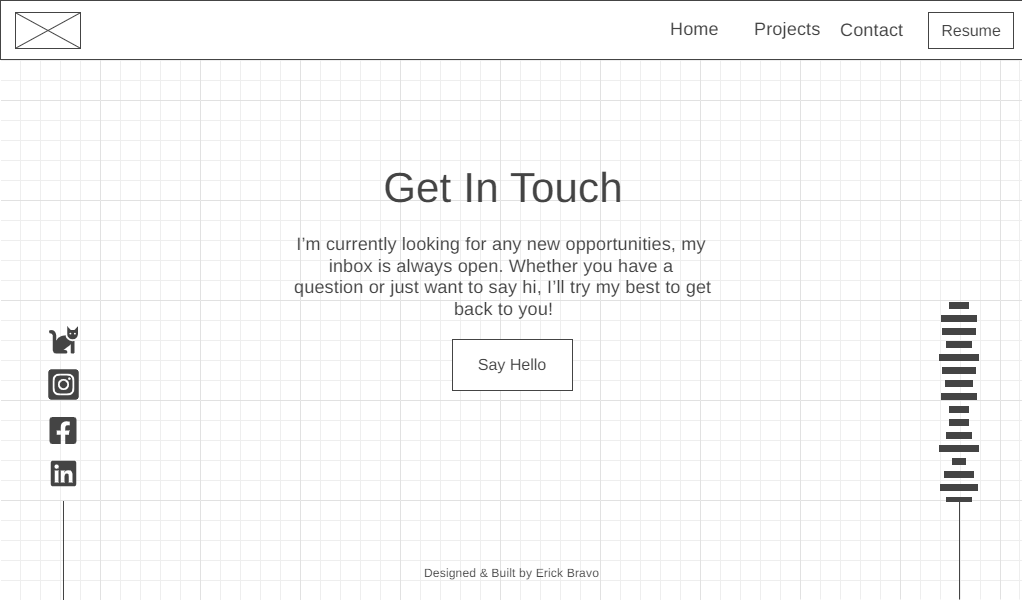 Home Projects Contact Resume
Get In Touch
I’m currently looking for any new opportunities, my
inbox is always open. Whether you have a
question or just want to say hi, I’ll try my best to get
back to you!
Say Hello
in
Designed & Built by Erick Bravo